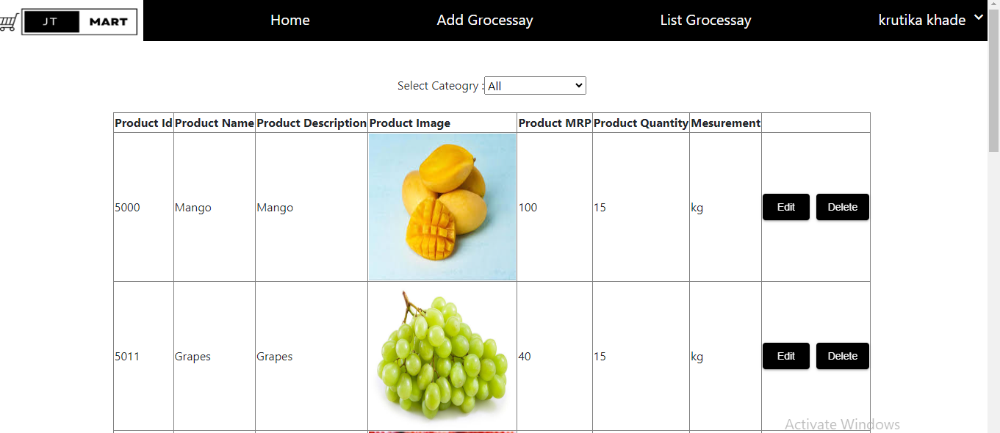 JT MART Home Add Grocessay List Grocessay krutika khade
Select Cateogry : All
Product Id Product Name Product Description Product Image Product MRP Product Quantity Mesurement
5000 Mango Mango 100 15 kg Edit Delete
5011 Grapes Grapes 40 15 kg Edit Delete
Activate Windows